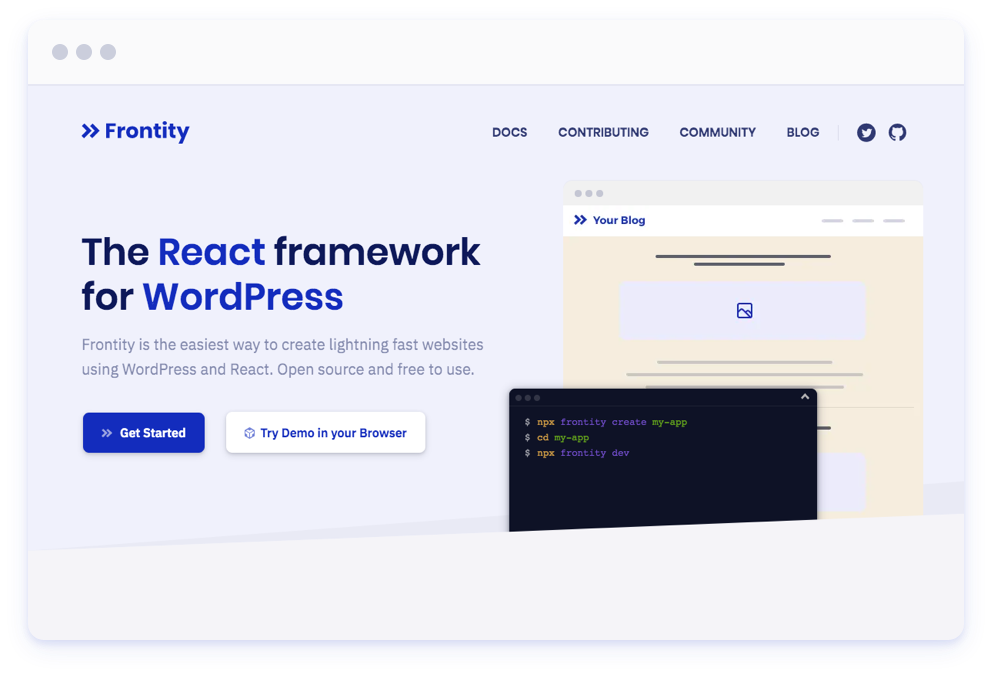 Frontity
DOCS CONTRIBUTING COMMUNITY BLOG
The React framework
for WordPress
Frontity is the easiest way to create lightning fast websites
using WordPress and React. Open source and free to use.
Get Started
Try Demo in your Browser
Your Blog
$ npx frontity create my-app
$ cd my-app
$ npx frontity dev